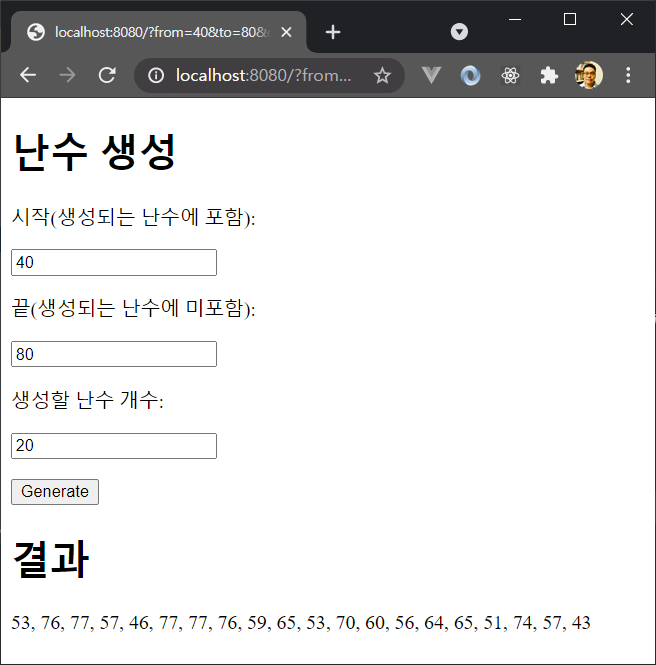 localhost:8080/?from=40&to=80&
localhost:8080/?from...
난수 생성
시작(생성되는 난수에 포함):
40
끝(생성되는 난수에 미포함):
80
생성할 난수 개수:
20
Generate
결과
53, 76, 77, 57, 46, 77, 77, 76, 59, 65, 53, 70, 60, 56, 64, 65, 51, 74, 57, 43